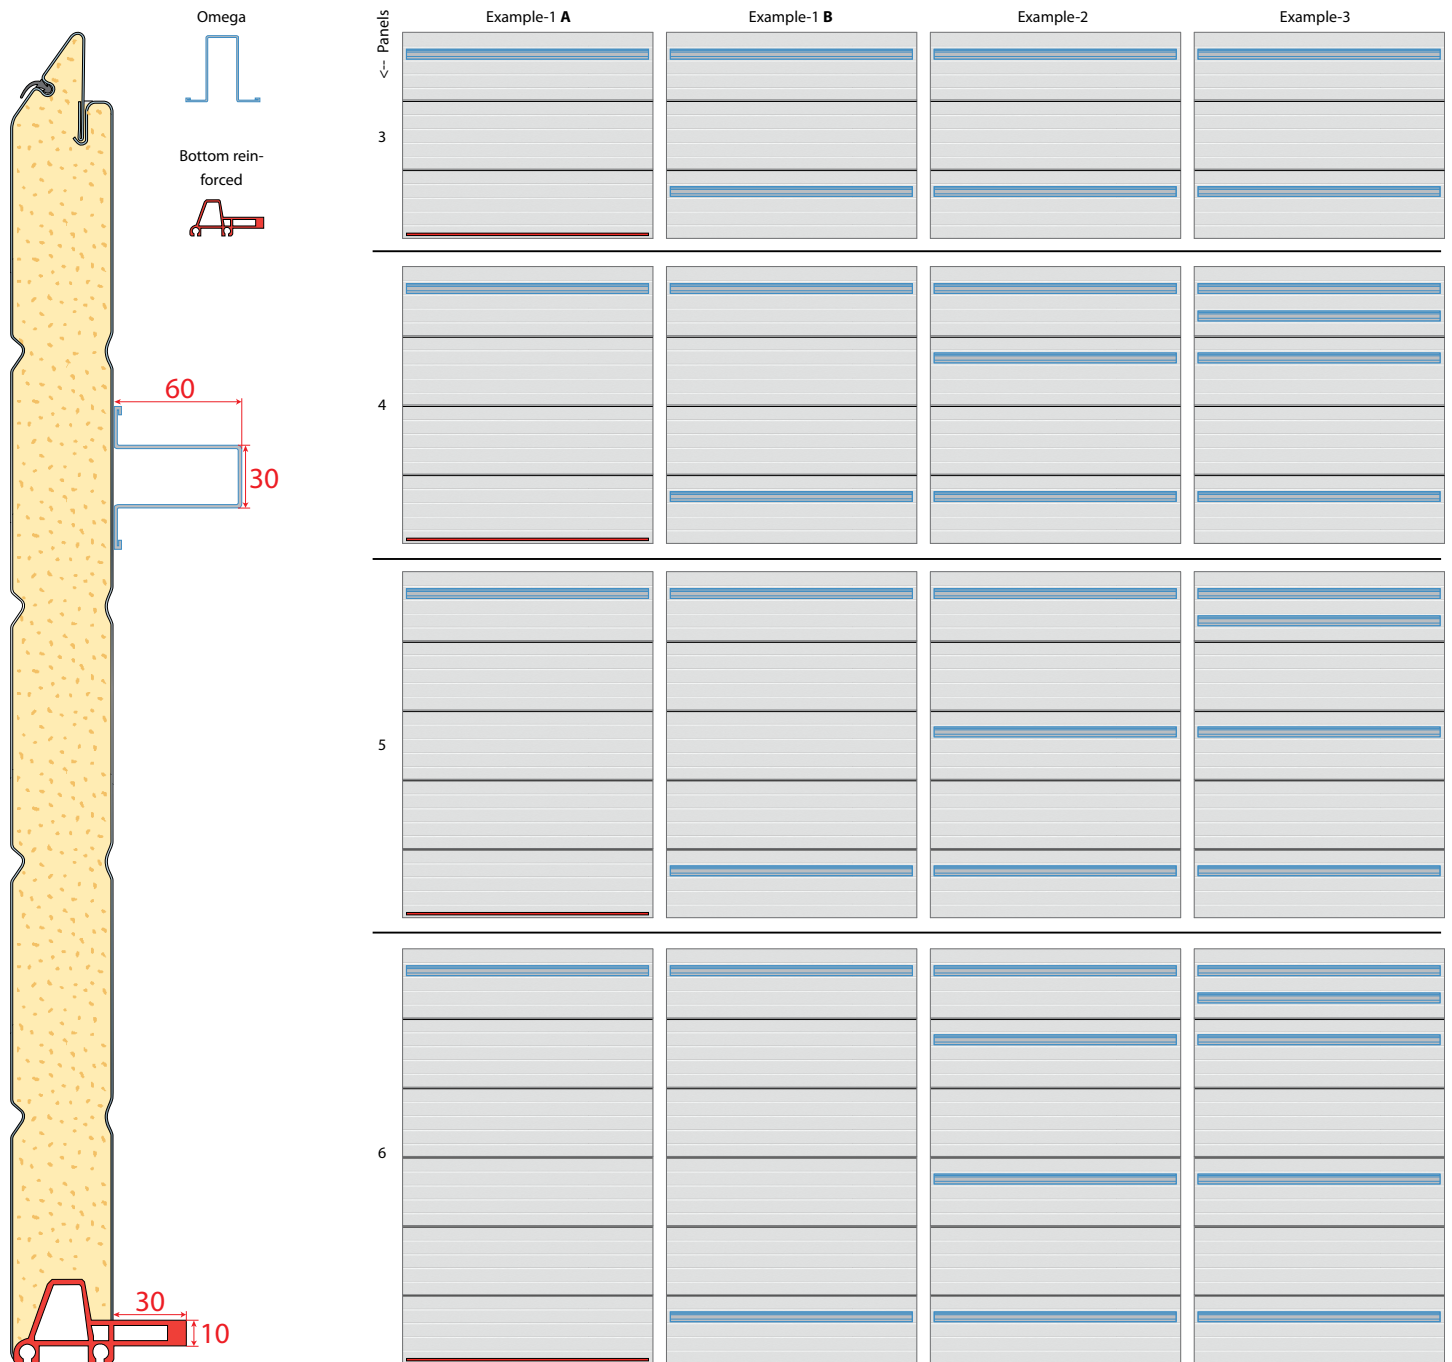 Omega
Bottom rein-
forced
60
30
30
10
<-- Panels
Example-1 A
Example-1 B
Example-2
Example-3
3
4
5
6